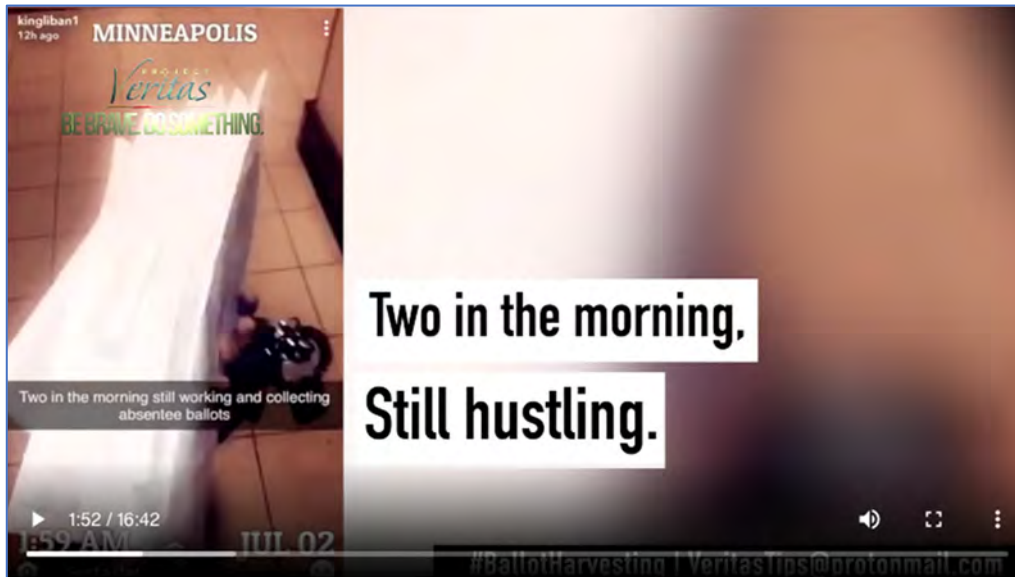 kingliban1
12h ago
MINNEAPOLIS
PROJECT
Veritas
BE BRAVE. DO SOMETHING.
Two in the morning,
Still hustling.
Two in the morning still working and collecting
absentee ballots
1:52 / 16:42
1:59 AM
JUL 02
#BallotHarvesting | VeritasTips@protonmail.com